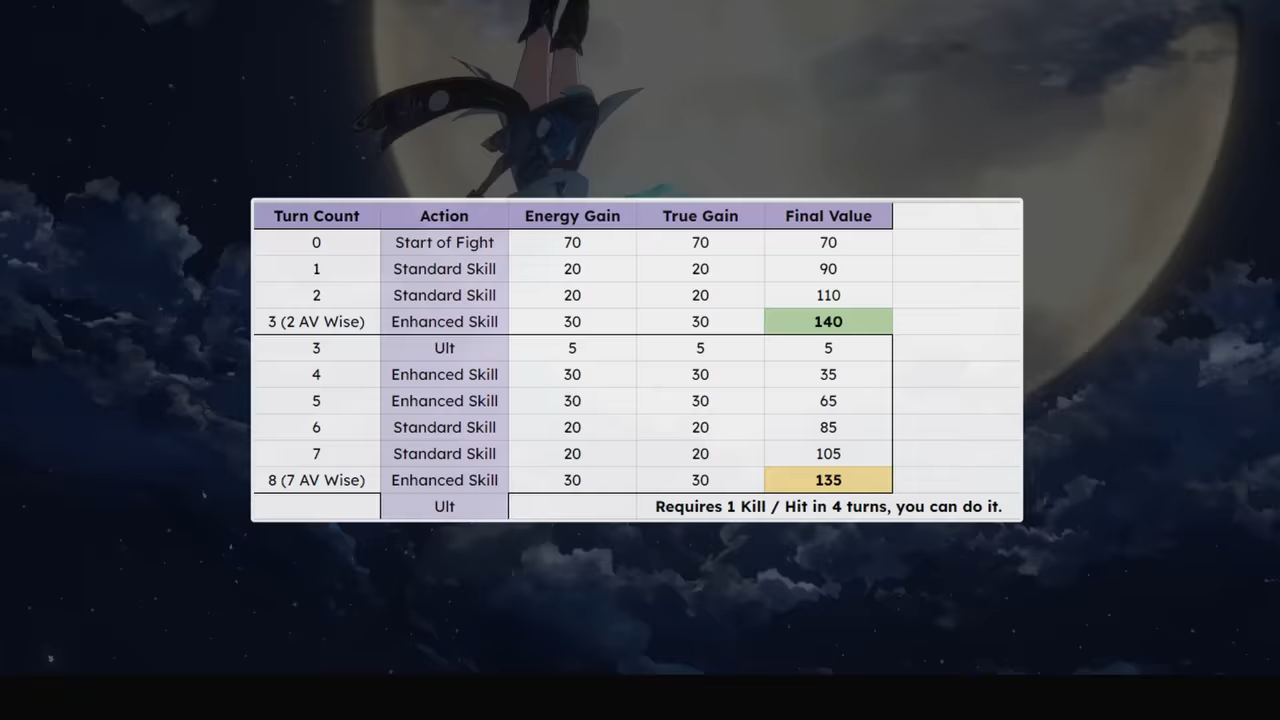 Turn Count Action Energy Gain True Gain Final Value
0 Start of Fight 70 70 70
1 Standard Skill 20 20 90
2 Standard Skill 20 20 110
3 (2 AV Wise) Enhanced Skill 30 30 140
3 Ult 5 5 5
4 Enhanced Skill 30 30 35
5 Enhanced Skill 30 30 65
6 Standard Skill 20 20 85
7 Standard Skill 20 20 105
8 (7 AV Wise) Enhanced Skill 30 30 135
Ult Requires 1 Kill / Hit in 4 turns, you can do it.